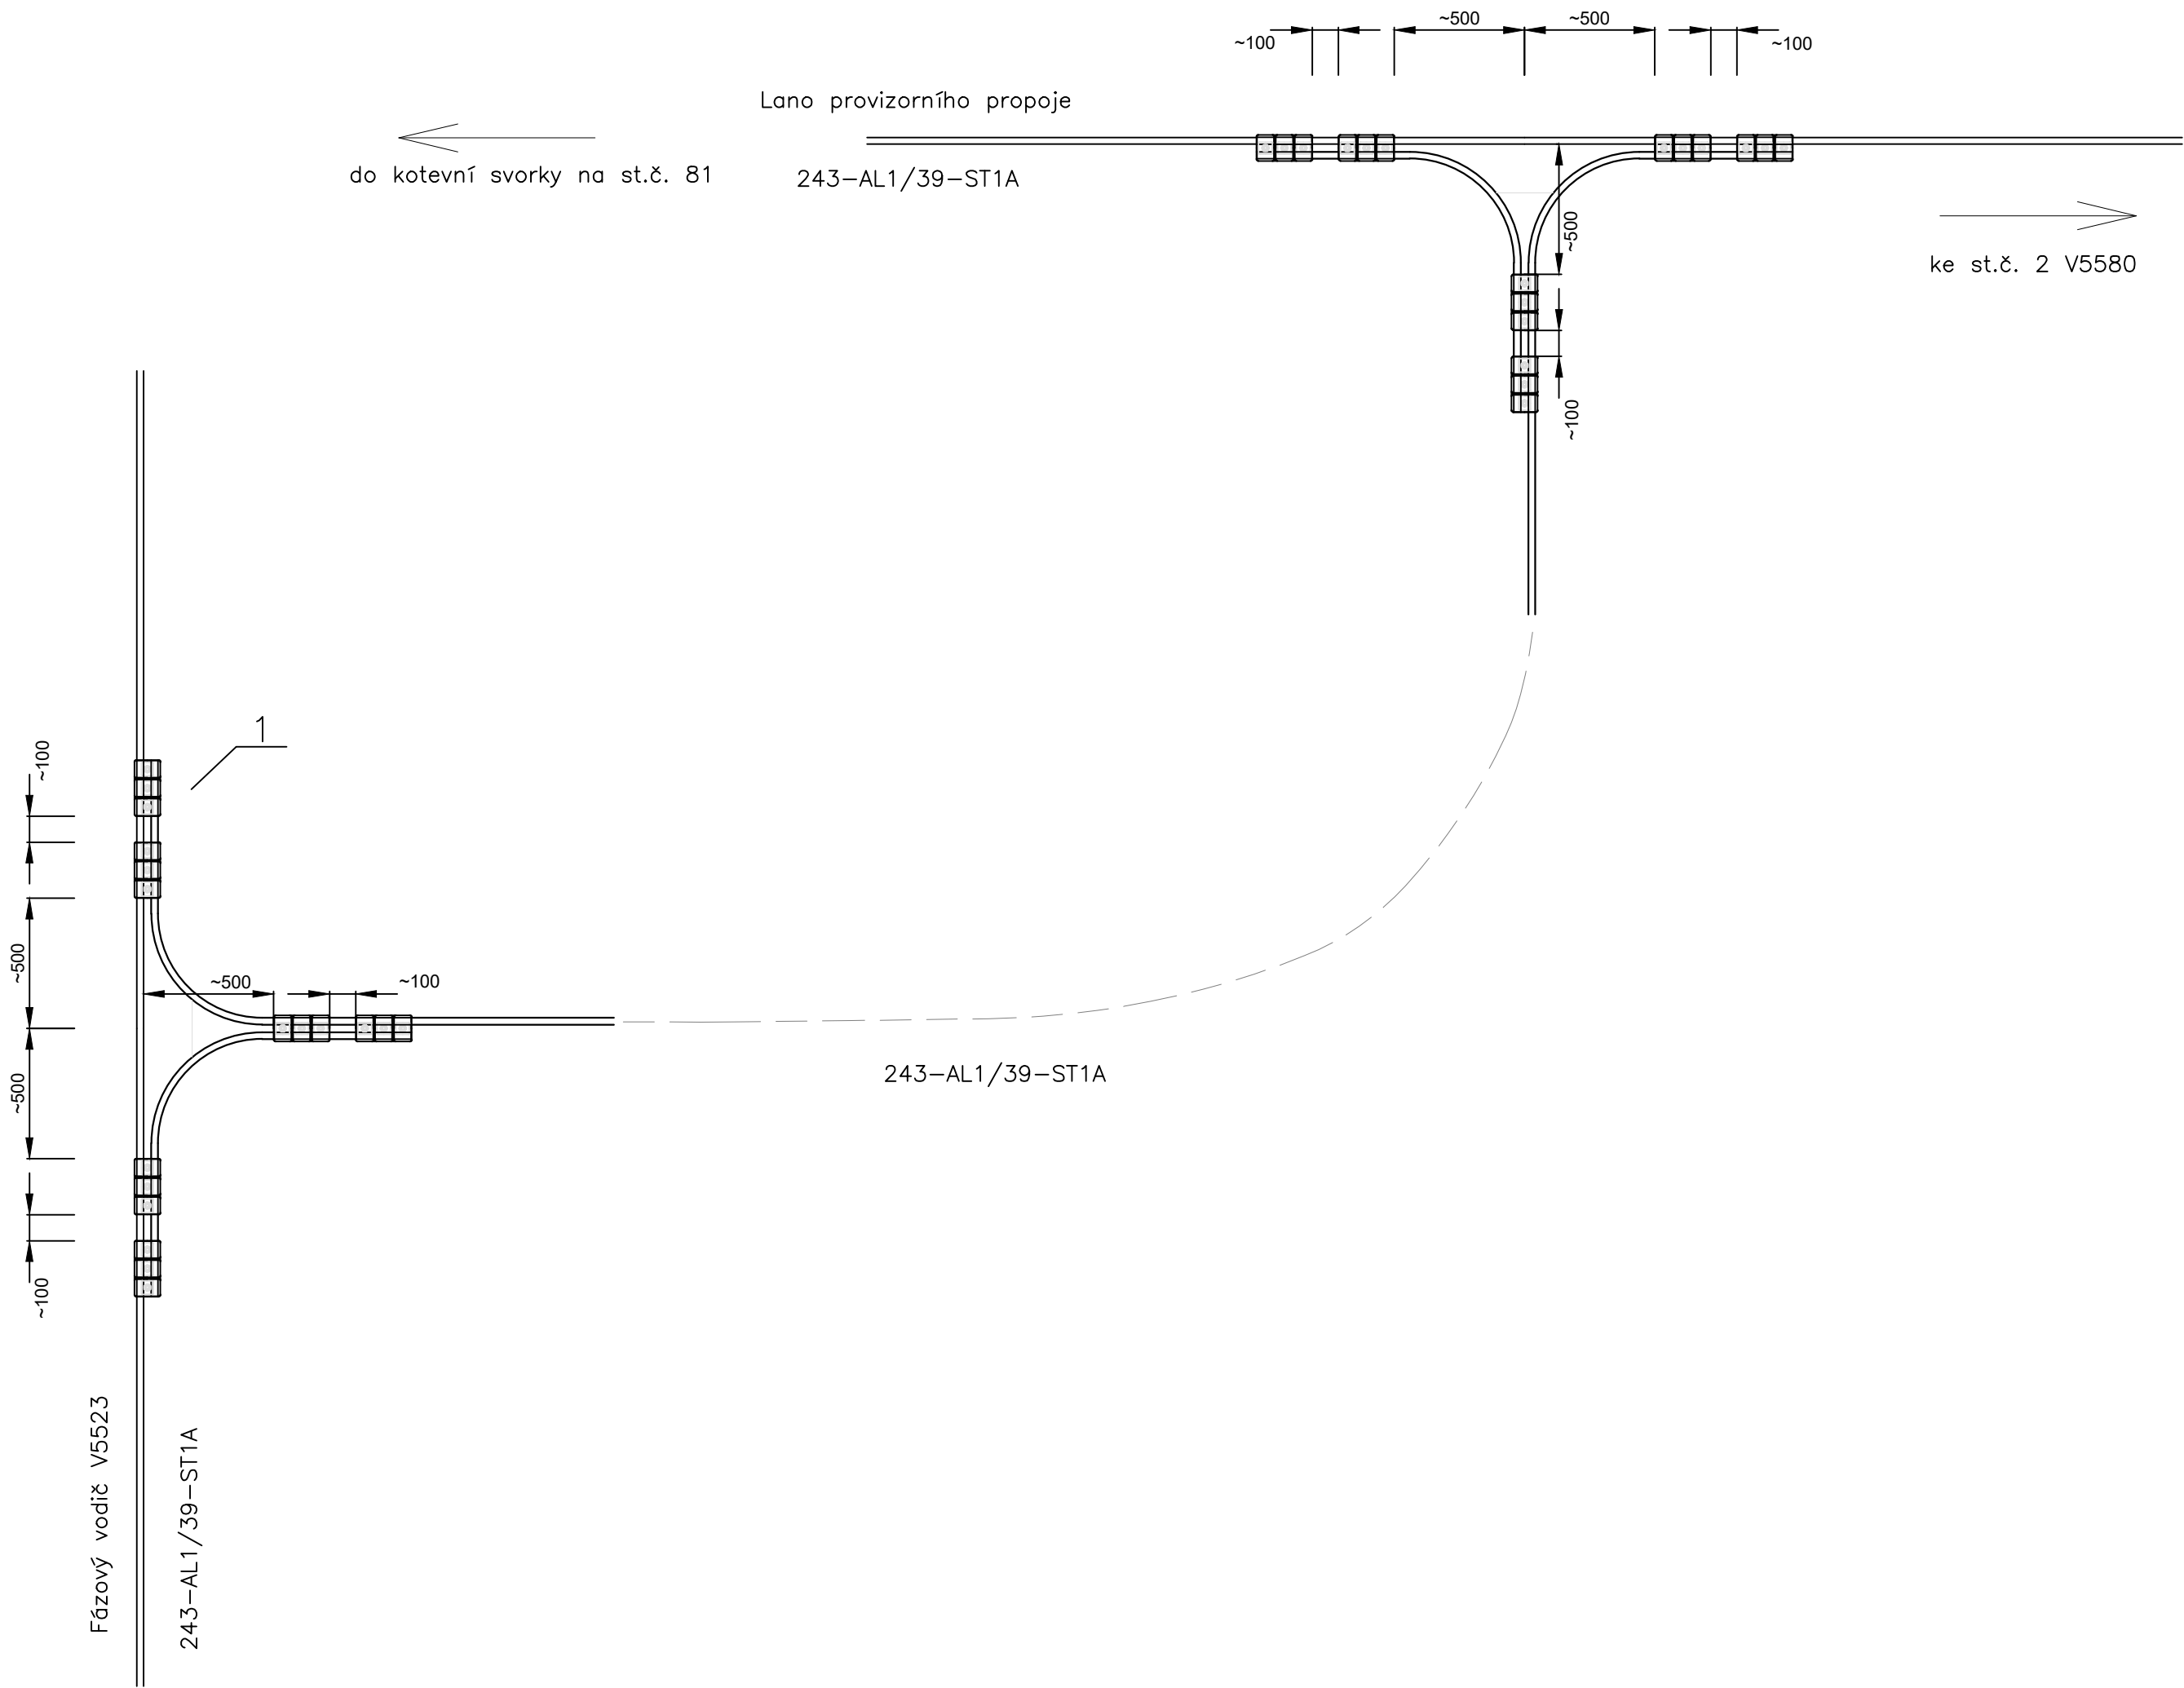 ~500
~500
~100
~100
Lano provizorního propoje
do kotevní svorky na st.č. 81
243-AL1/39-ST1A
~500
ke st.č. 2 V5580
~100
1
~100
~500
~500
~100
~500
243-AL1/39-ST1A
~100
Fázový vodič V5523
243-AL1/39-ST1A